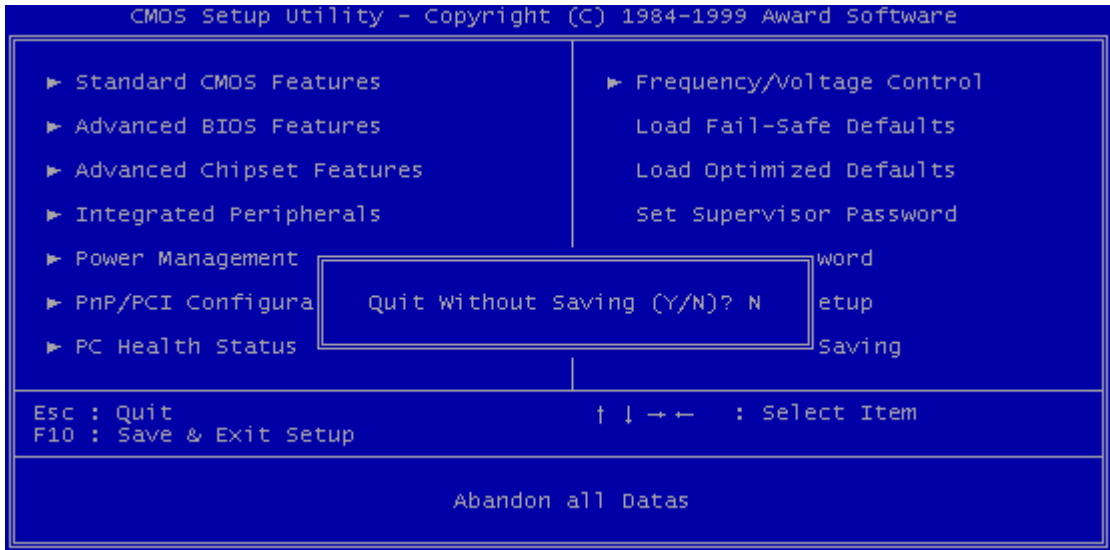 CMOS Setup Utility - Copyright (C) 1984-1999 Award Software
► Standard CMOS Features
► Advanced BIOS Features
► Advanced Chipset Features
► Integrated Peripherals
► Power Management
► PnP/PCI Configura
► PC Health Status
► Frequency/Voltage Control
Load Fail-Safe Defaults
Load Optimized Defaults
Set Supervisor Password
word
etup
Saving
Quit Without Saving (Y/N)? N
Esc : Quit
F10 : Save & Exit Setup
↑ ↓ → ← : Select Item
Abandon all Datas